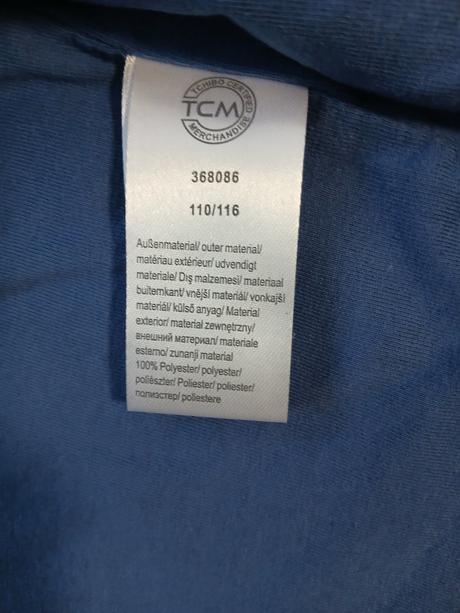 TCHIBO CERTIFIED
TCM
MERCHANDISE
368086
110/116
Außenmaterial/ outer material/
matériau extérieur/ udvendigt
materiale/ Dış malzemesi/ materiaal
buitenkant/ vnější materiál/ vonkajší
materiál/ külső anyag/ Material
exterior/ materiał zewnętrzny/
внешний материал/ materiale
esterno/ zunanji material
100% Polyester/ polyester/
poliészter/ Poliester/ poliester/
полиэстер/ poliestere